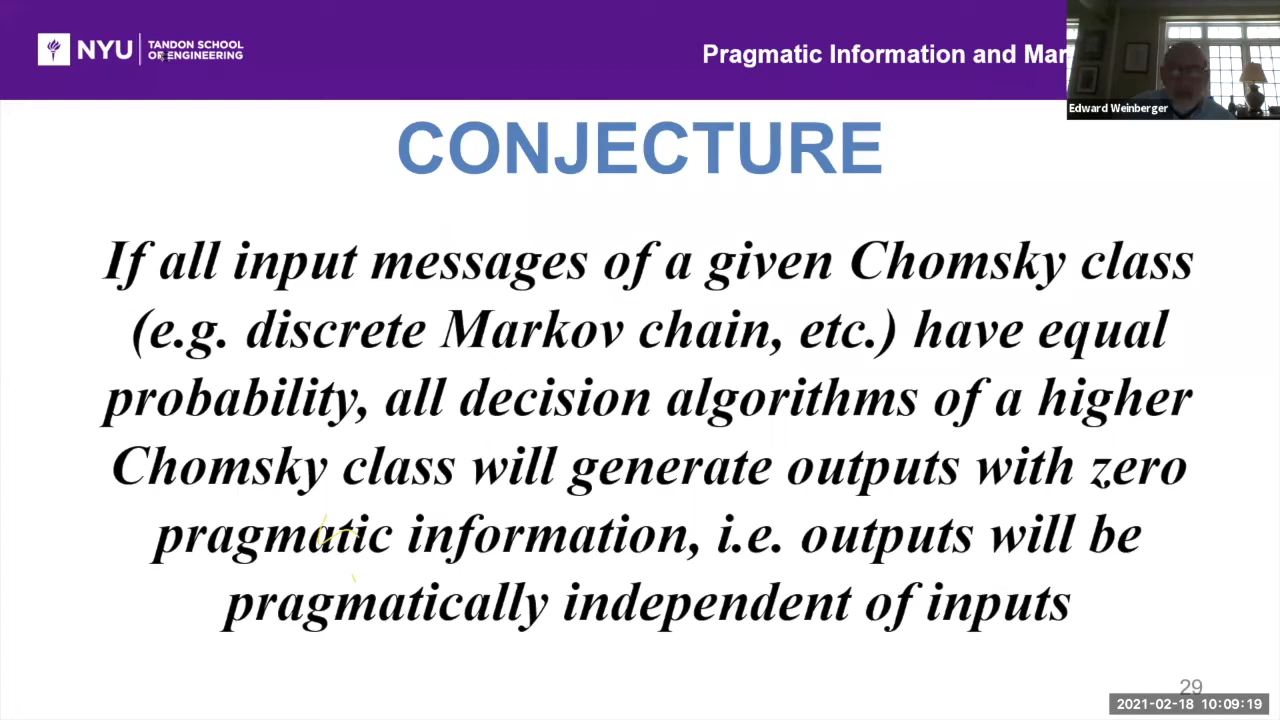 NYU
TANDON SCHOOL
OF ENGINEERING
Pragmatic Information and Mar
Edward Weinberger
CONJECTURE
If all input messages of a given Chomsky class
(e.g. discrete Markov chain, etc.) have equal
probability, all decision algorithms of a higher
Chomsky class will generate outputs with zero
pragmatic information, i.e. outputs will be
pragmatically independent of inputs
29
2021-02-18 10:09:19